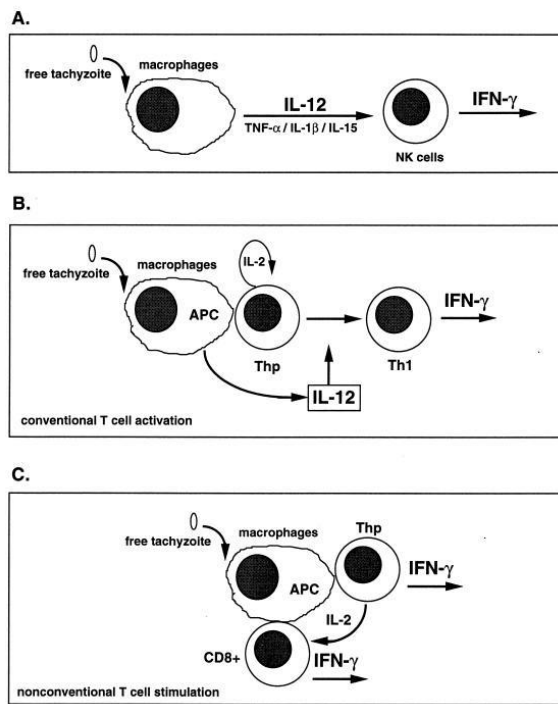 A.
macrophages
free tachyzoite
IL-12
TNF-α / IL-1β / IL-15
IFN-γ
NK cells
B.
free tachyzoite
macrophages
IL-2
APC
Thp
Th1
IFN-γ
IL-12
conventional T cell activation
C.
free tachyzoite
macrophages
Thp
APC
IFN-γ
IL-2
CD8+
IFN-γ
nonconventional T cell stimulation